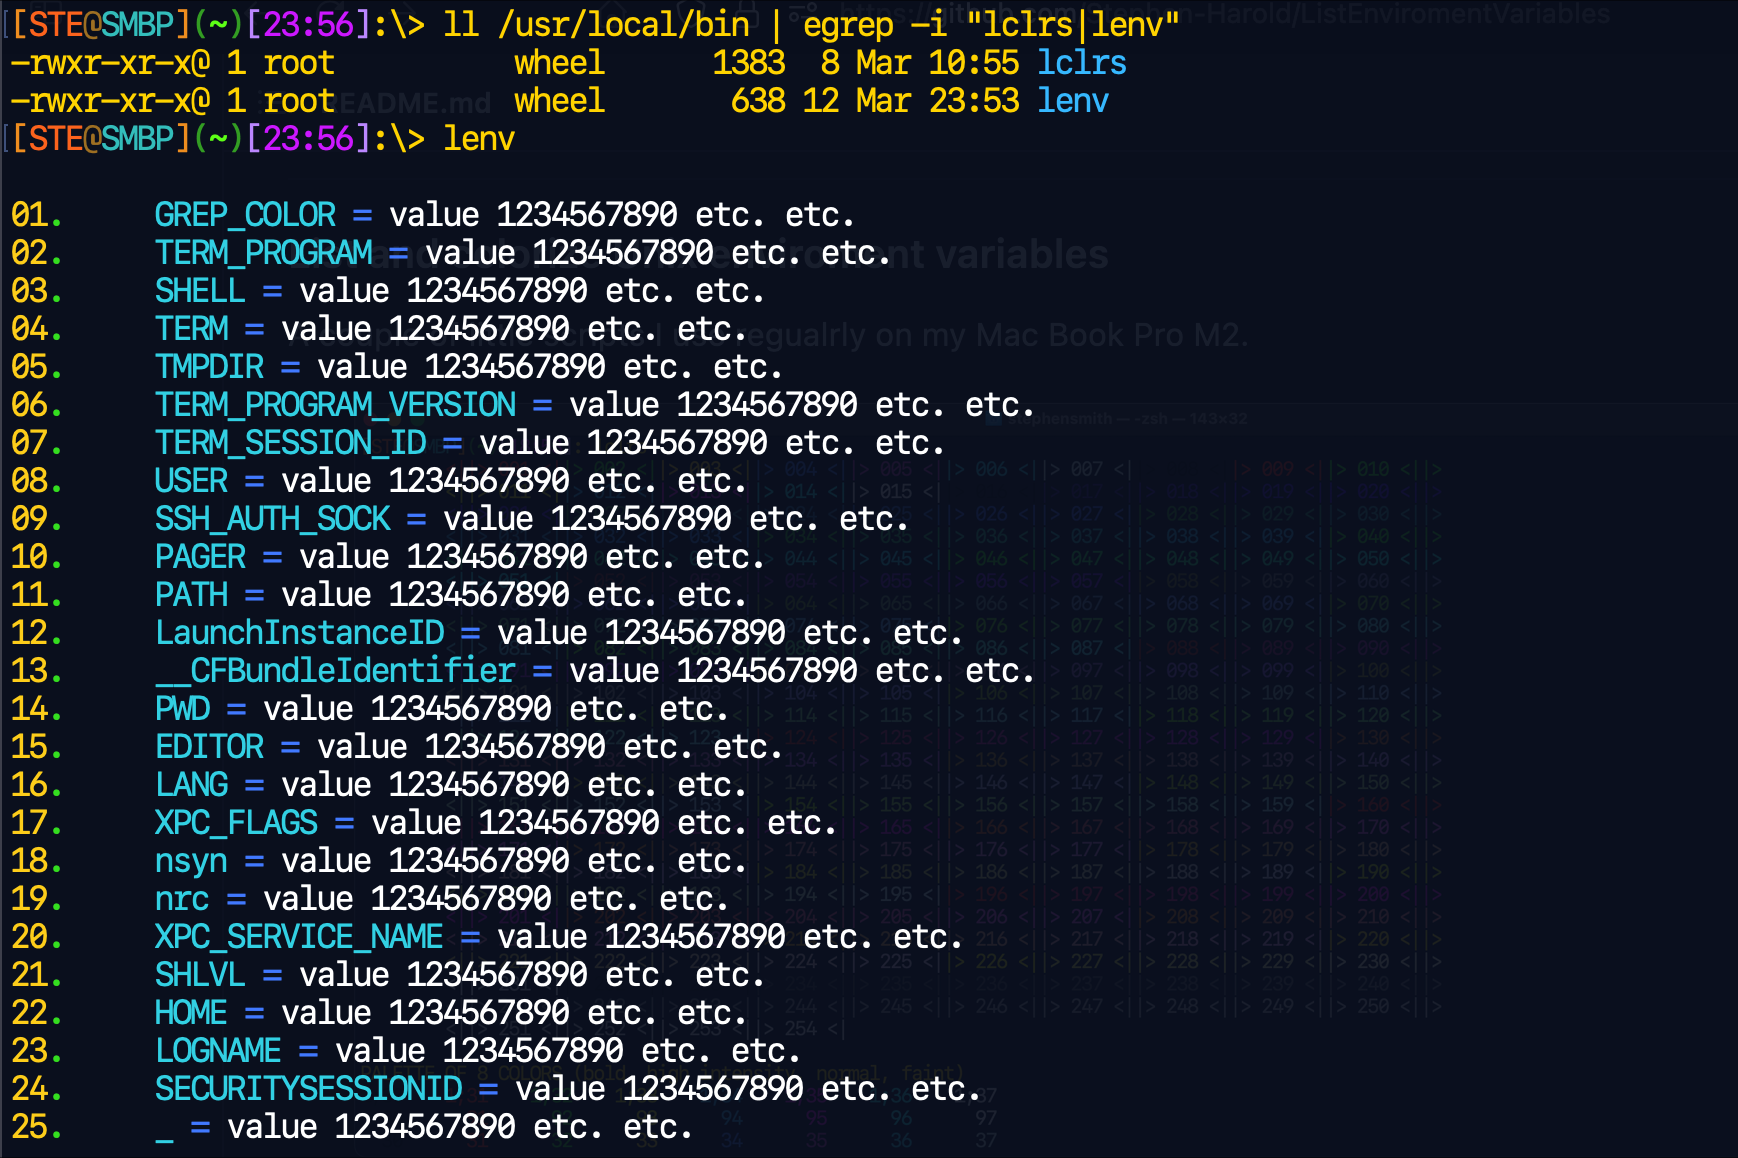 [[STE@SMBP](~)[23:56]:\> ll /usr/local/bin | egrep -i "lclrs|lenv"
-rwxr-xr-x@ 1 root wheel 1383 8 Mar 10:55 lclrs
-rwxr-xr-x@ 1 root wheel 638 12 Mar 23:53 lenv
[[STE@SMBP](~)[23:56]:\> lenv
01. GREP_COLOR = value 1234567890 etc. etc.
02. TERM_PROGRAM = value 1234567890 etc. etc.
03. SHELL = value 1234567890 etc. etc.
04. TERM = value 1234567890 etc. etc.
05. TMPDIR = value 1234567890 etc. etc.
06. TERM_PROGRAM_VERSION = value 1234567890 etc. etc.
07. TERM_SESSION_ID = value 1234567890 etc. etc.
08. USER = value 1234567890 etc. etc.
09. SSH_AUTH_SOCK = value 1234567890 etc. etc.
10. PAGER = value 1234567890 etc. etc.
11. PATH = value 1234567890 etc. etc.
12. LaunchInstanceID = value 1234567890 etc. etc.
13. __CFBundleIdentifier = value 1234567890 etc. etc.
14. PWD = value 1234567890 etc. etc.
15. EDITOR = value 1234567890 etc. etc.
16. LANG = value 1234567890 etc. etc.
17. XPC_FLAGS = value 1234567890 etc. etc.
18. nsyn = value 1234567890 etc. etc.
19. nrc = value 1234567890 etc. etc.
20. XPC_SERVICE_NAME = value 1234567890 etc. etc.
21. SHLVL = value 1234567890 etc. etc.
22. HOME = value 1234567890 etc. etc.
23. LOGNAME = value 1234567890 etc. etc.
24. SECURITYSESSIONID = value 1234567890 etc. etc.
25. _ = value 1234567890 etc. etc.